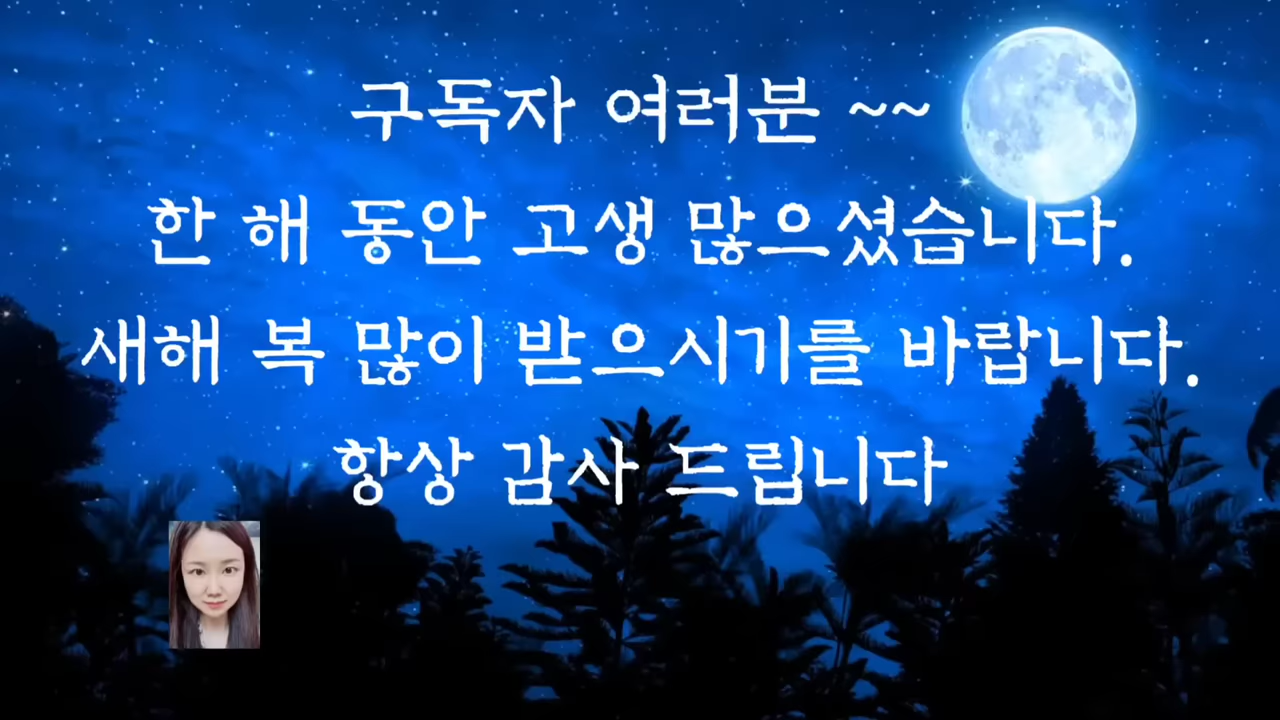 구독자 여러분 ~~
한 해 동안 고생 많으셨습니다.
새해 복 많이 받으시기를 바랍니다.
항상 감사 드립니다